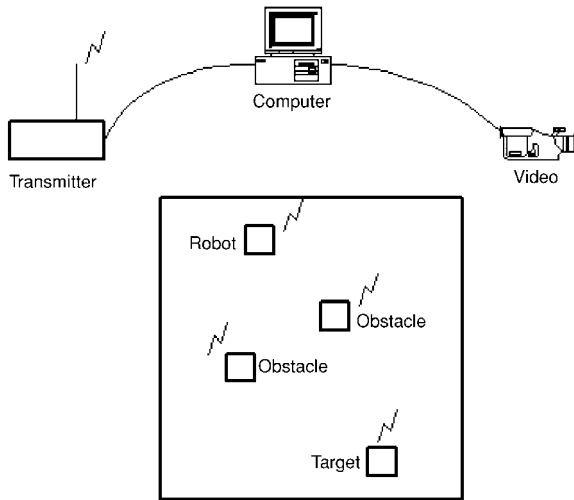 Computer
Transmitter
Video
Robot
Obstacle
Obstacle
Target